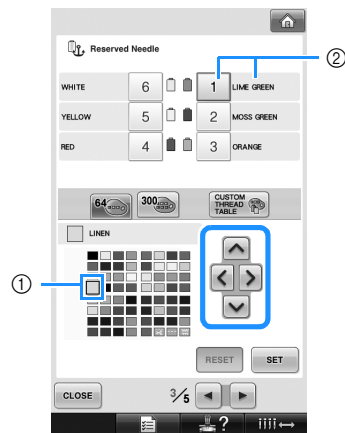 Reserved Needle
②
WHITE 6 1 LIME GREEN
YELLOW 5 2 MOSS GREEN
RED 4 3 ORANGE
64 300 CUSTOM
THREAD
TABLE
LINEN
①
RESET SET
CLOSE 3/5
?